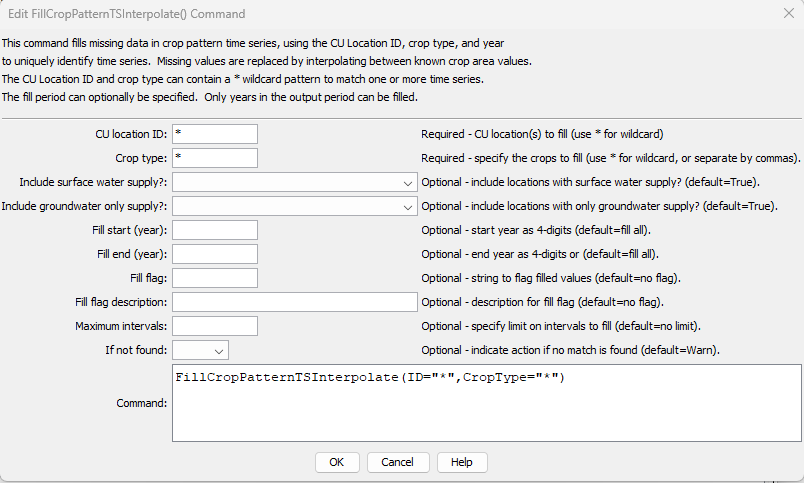 Edit FillCropPatternTSInterpolate() Command
This command fills missing data in crop pattern time series, using the CU Location ID, crop type, and year
to uniquely identify time series.  Missing values are replaced by interpolating between known crop area values.
The CU Location ID and crop type can contain a * wildcard pattern to match one or more time series.
The fill period can optionally be specified.  Only years in the output period can be filled.
CU location ID: * Required - CU location(s) to fill (use * for wildcard)
Crop type: * Required - specify the crops to fill (use * for wildcard, or separate by commas).
Include surface water supply?: Optional - include locations with surface water supply? (default=True).
Include groundwater only supply?: Optional - include locations with only groundwater supply? (default=True).
Fill start (year): Optional - start year as 4-digits (default=fill all).
Fill end (year): Optional - end year as 4-digits or (default=fill all).
Fill flag: Optional - string to flag filled values (default=no flag).
Fill flag description: Optional - description for fill flag (default=no flag).
Maximum intervals: Optional - specify limit on intervals to fill (default=no limit).
If not found: Optional - indicate action if no match is found (default=Warn).
Command: FillCropPatternTSInterpolate(ID="*",CropType="*")
OK Cancel Help